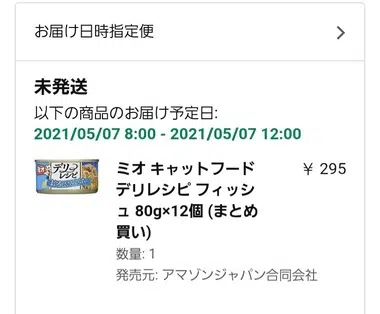 お届け日時指定便
未発送
以下の商品のお届け予定日:
2021/05/07 8:00 - 2021/05/07 12:00
ミオ キャットフード
¥ 295
デリレシピ フィッシ
ュ 80g×12個 (まとめ
買い)
数量: 1
発売元: アマゾンジャパン合同会社
デリ
レシピ